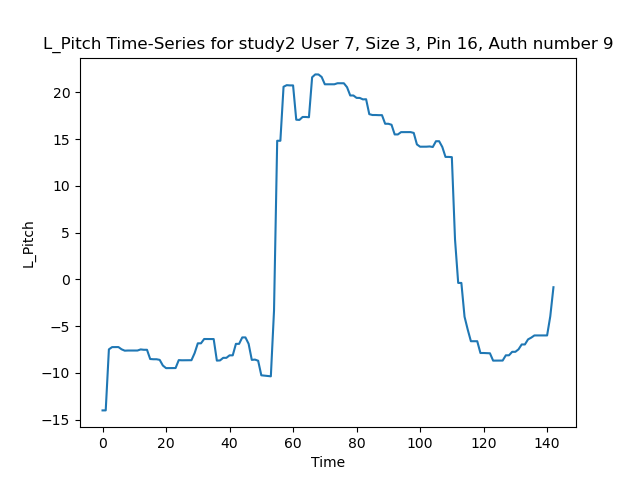 L_Pitch Time-Series for study2 User 7, Size 3, Pin 16, Auth number 9
20
15
10
5
0
−5
−10
−15
L_Pitch
0 20 40 60 80 100 120 140
Time